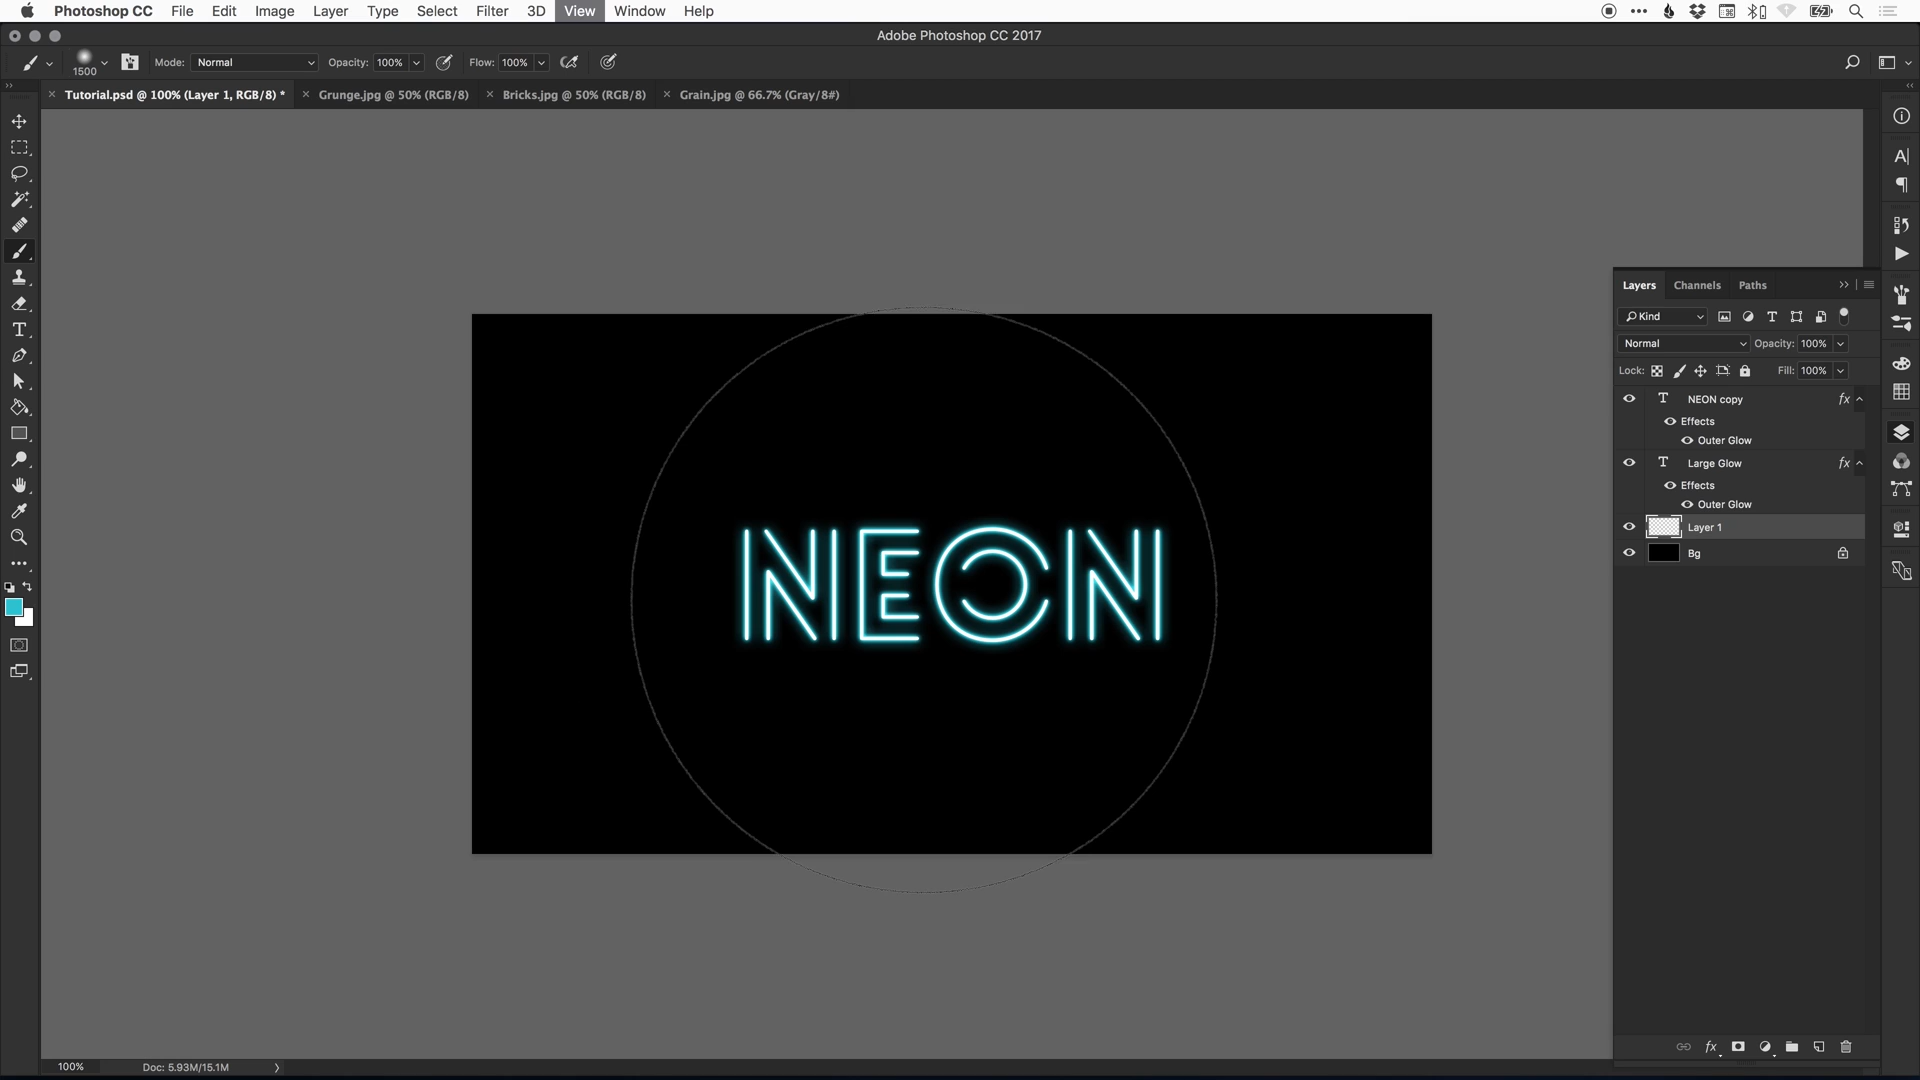 Photoshop CC File Edit Image Layer Type Select Filter 3D View Window Help
Adobe Photoshop CC 2017
1500 Mode: Normal Opacity: 100% Flow: 100%
Tutorial.psd @ 100% (Layer 1, RGB/8) * Grunge.jpg @ 50% (RGB/8) Bricks.jpg @ 50% (RGB/8) Grain.jpg @ 66.7% (Gray/8#)
NEON
Layers Channels Paths
Kind
Normal Opacity: 100%
Lock: Fill: 100%
NEON copy fx
Effects
Outer Glow
Large Glow fx
Effects
Outer Glow
Layer 1
Bg
fx
100% Doc: 5.93M/15.1M